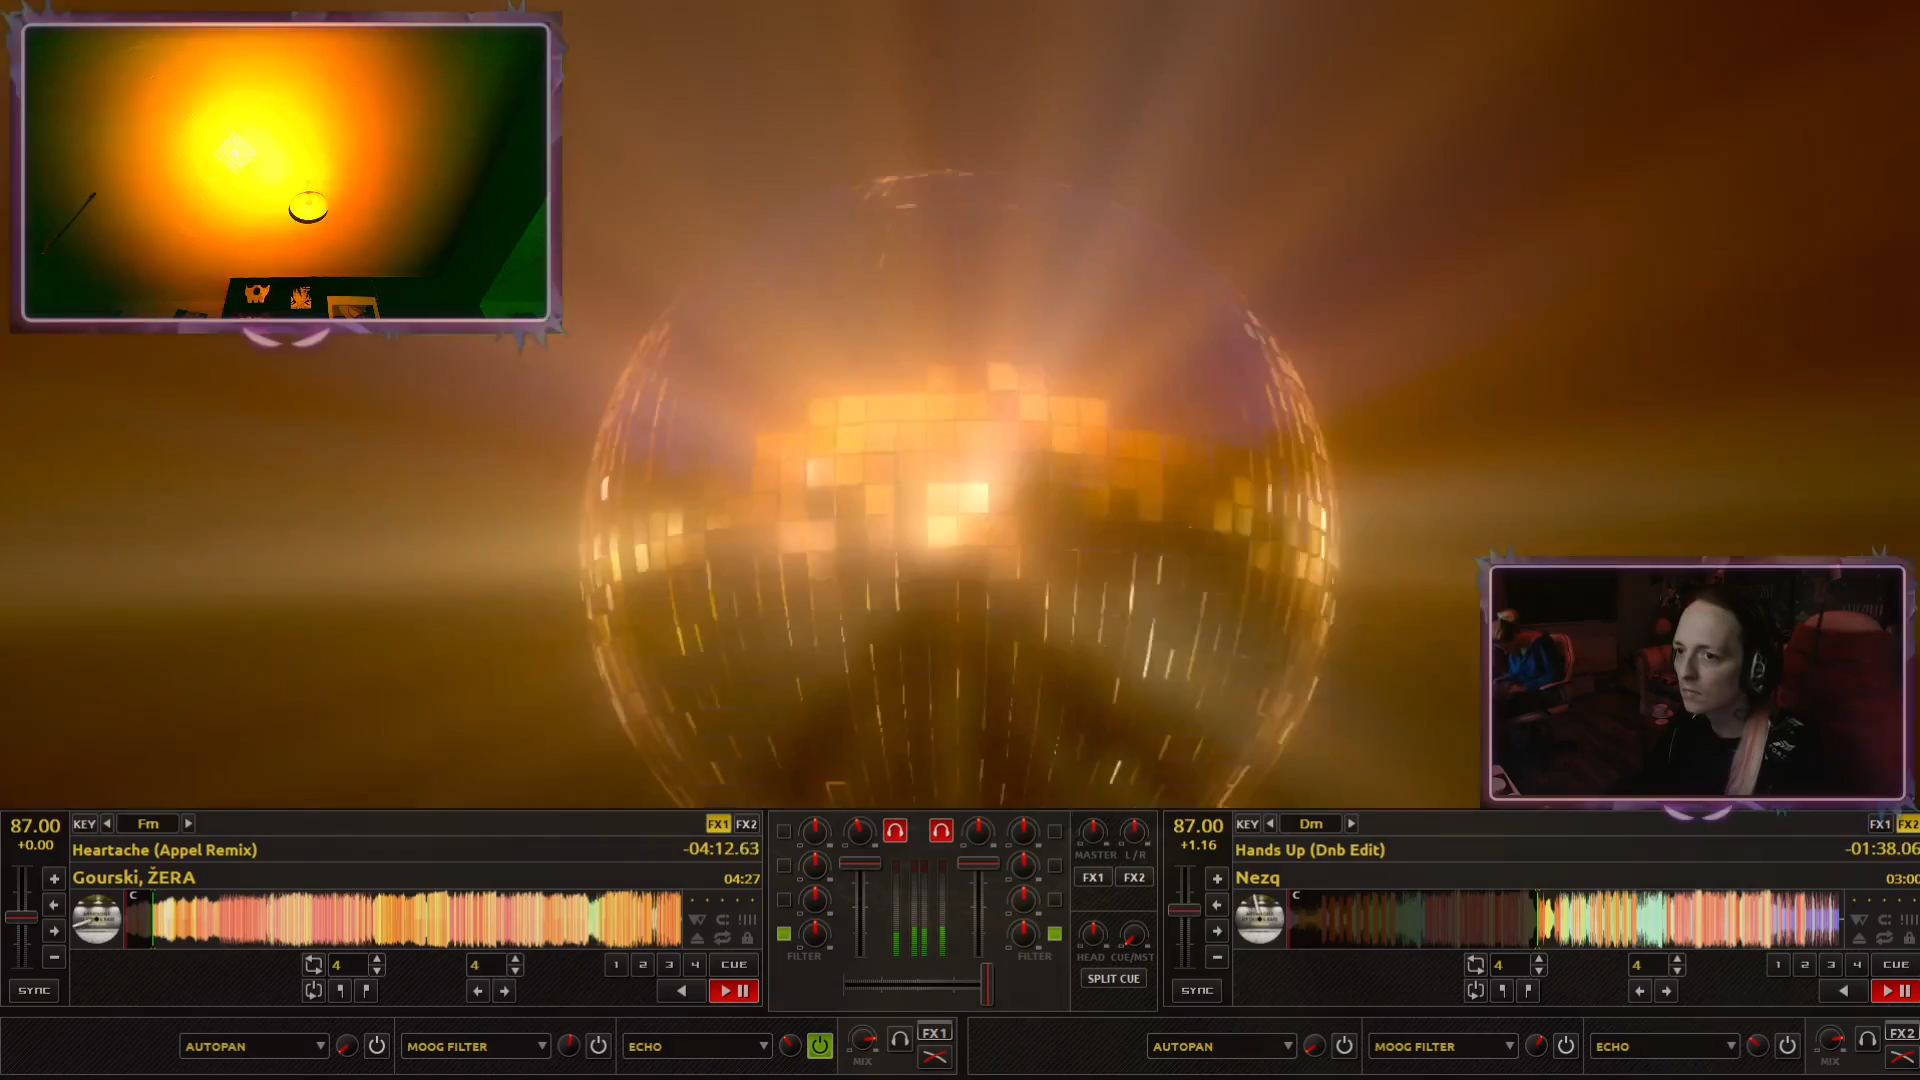 87.00
+0.00
KEY Fm FX1 FX2
Heartache (Appel Remix) -04:12.63
Gourski, ŽERA 04:27
C
4 4 1 2 3 4 CUE
SYNC
FILTER FILTER
MASTER L/R
FX1 FX2
HEAD CUE/MST
SPLIT CUE
87.00
+1.16
KEY Dm FX1 FX2
Hands Up (Dnb Edit) -01:38.06
Nezq 03:00
C
4 4 1 2 3 4 CUE
SYNC
AUTOPAN MOOG FILTER ECHO MIX FX1
AUTOPAN MOOG FILTER ECHO MIX FX2